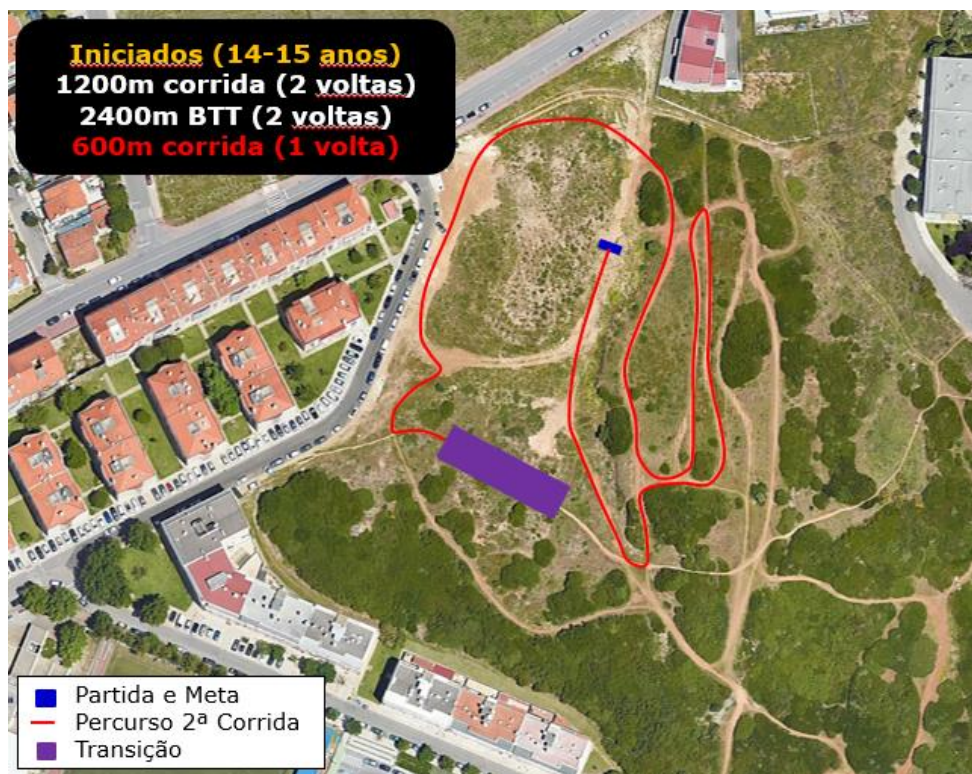 Iniciados (14-15 anos)
1200m corrida (2 voltas)
2400m BTT (2 voltas)
600m corrida (1 volta)
Partida e Meta
Percurso 2ª Corrida
Transição